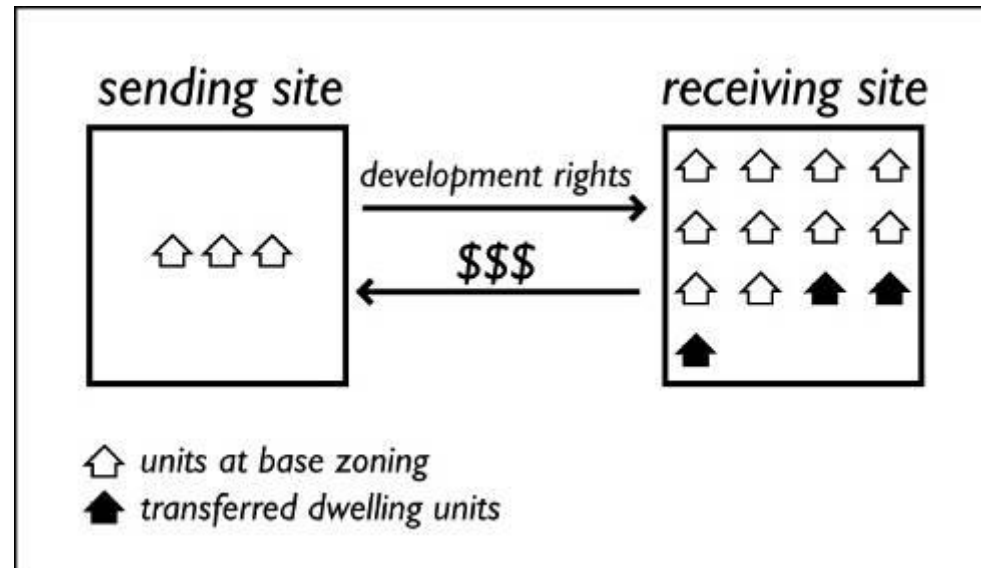 sending site
receiving site
development rights
$$$
units at base zoning
transferred dwelling units